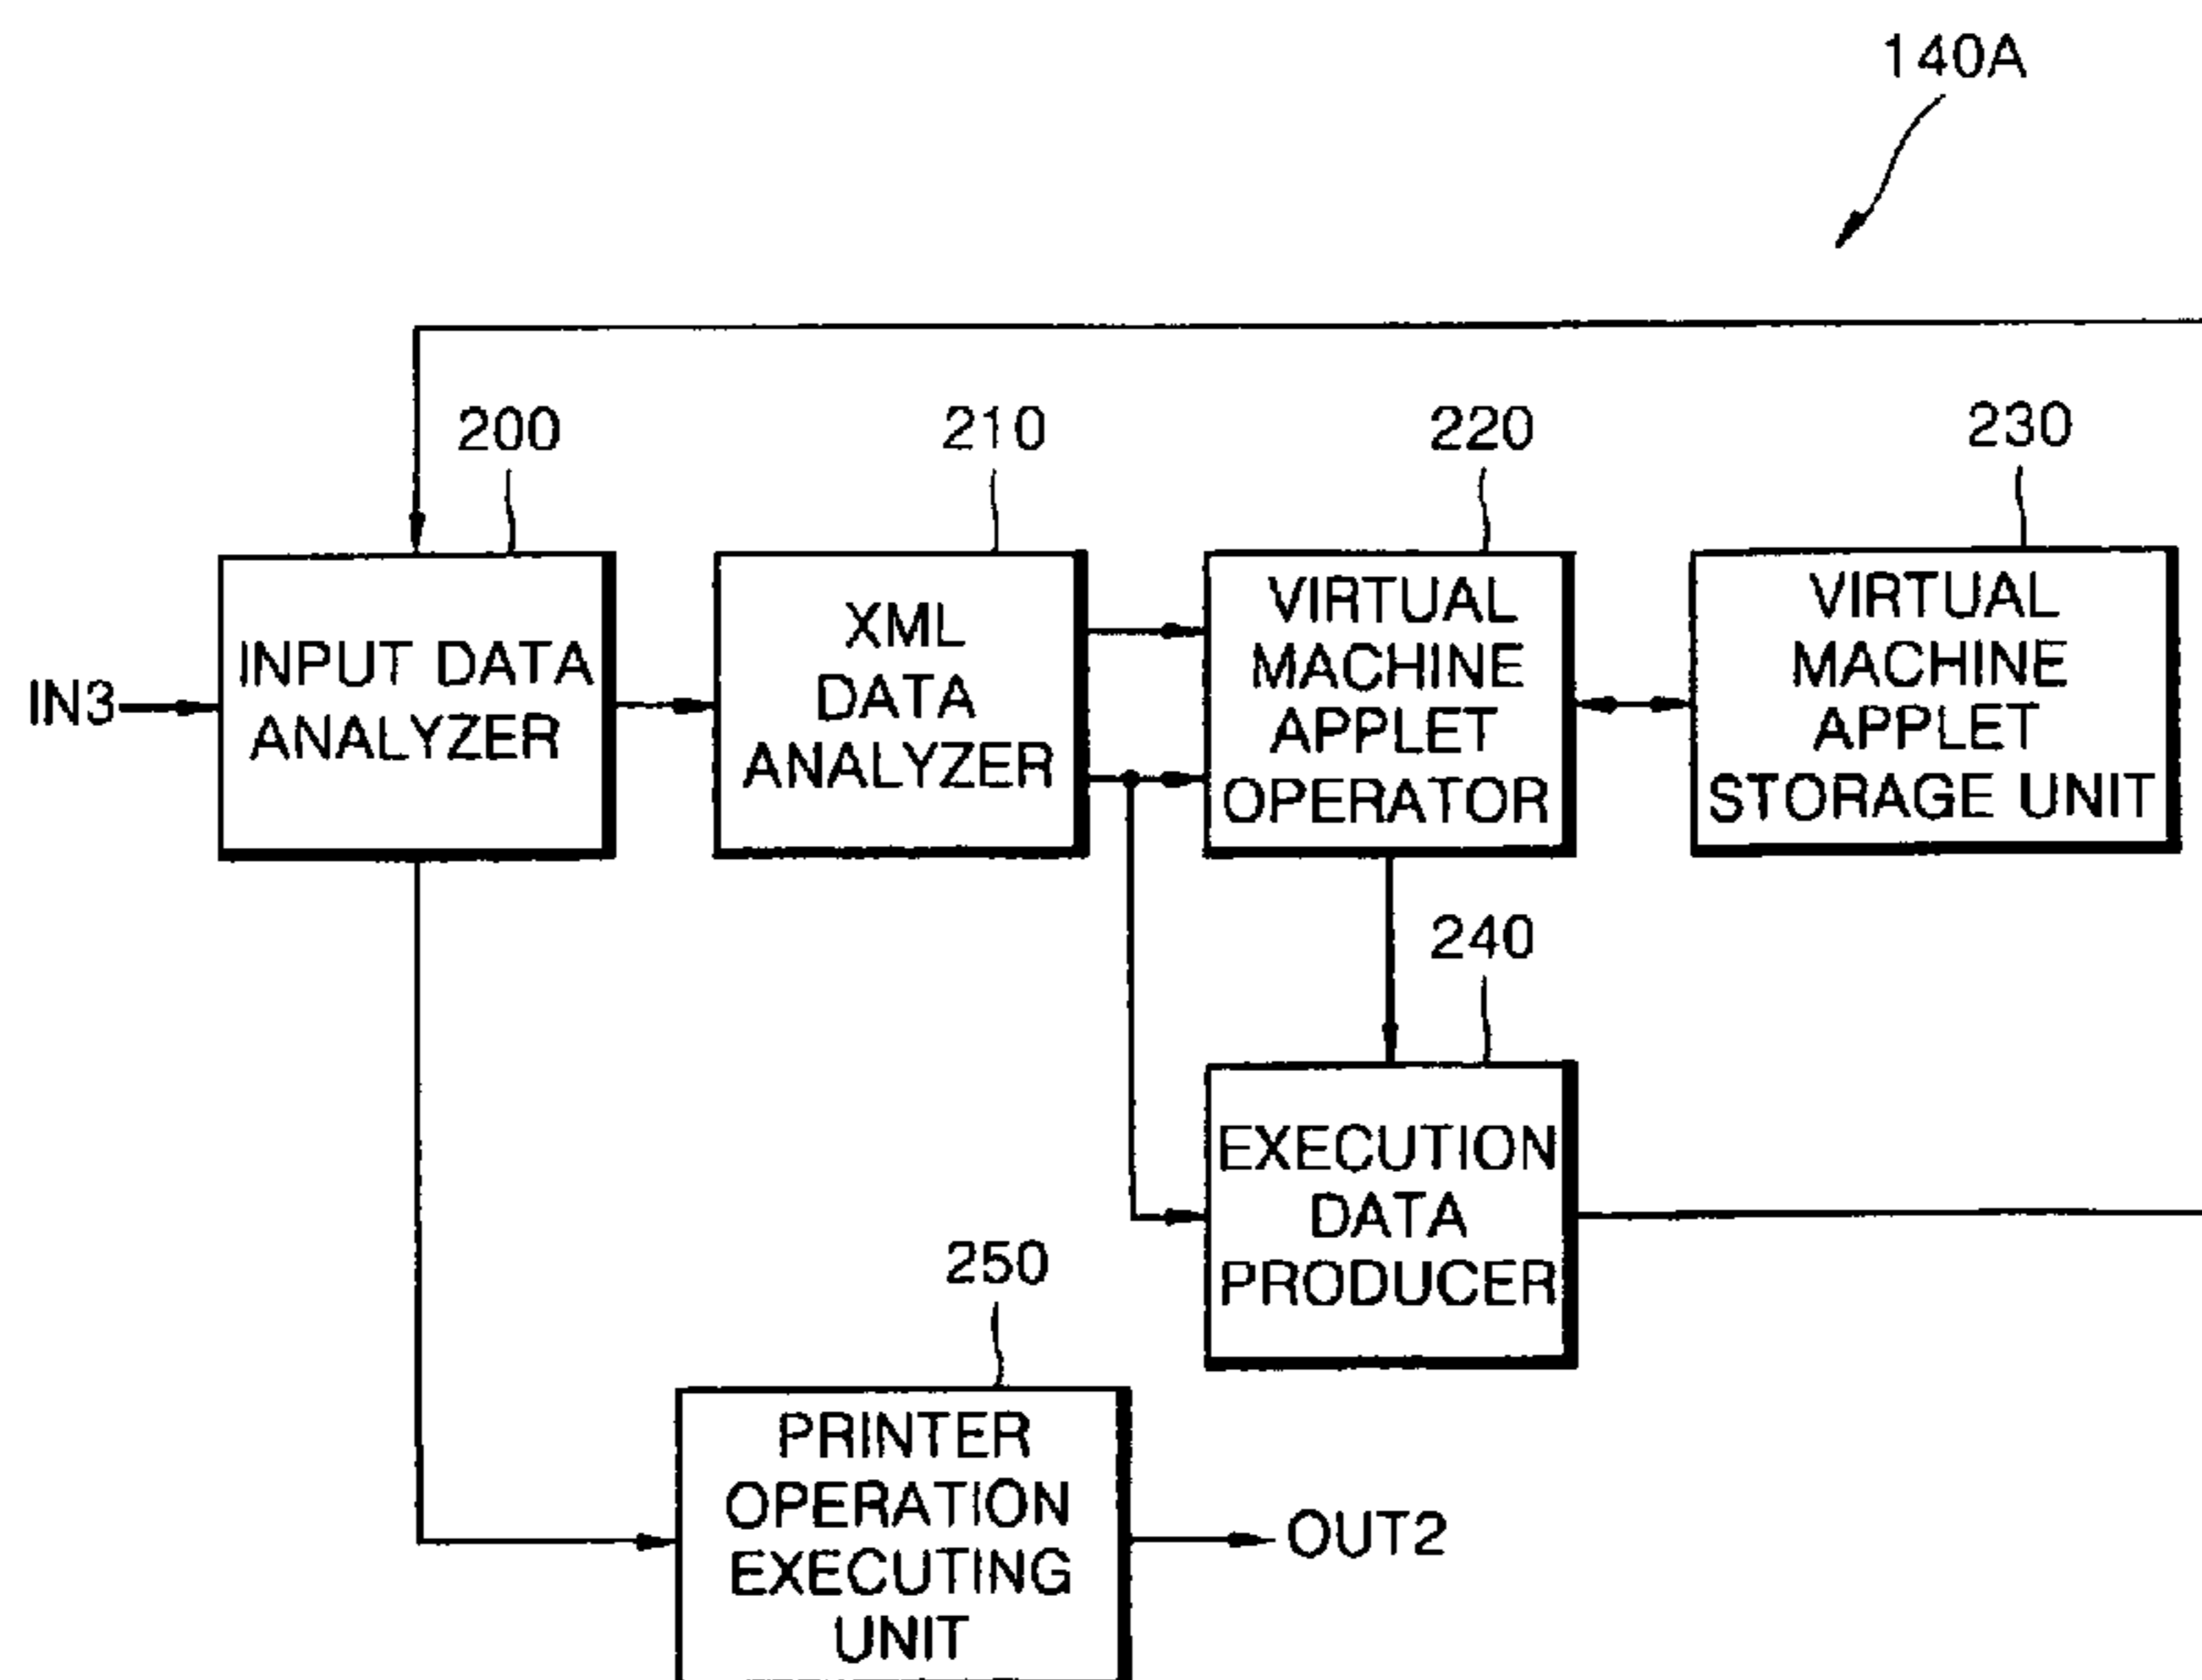 140A
200
210
220
230
IN3
INPUT DATA
ANALYZER
XML
DATA
ANALYZER
VIRTUAL
MACHINE
APPLET
OPERATOR
VIRTUAL
MACHINE
APPLET
STORAGE UNIT
240
EXECUTION
DATA
PRODUCER
250
PRINTER
OPERATION
EXECUTING
UNIT
OUT2